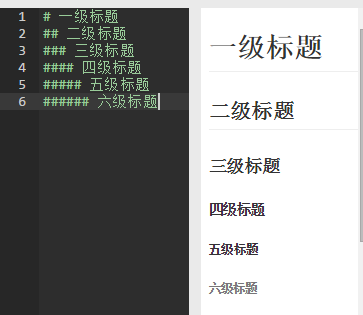 1 # 一级标题
2 ## 二级标题
3 ### 三级标题
4 #### 四级标题
5 ##### 五级标题
6 ###### 六级标题
一级标题
二级标题
三级标题
四级标题
五级标题
六级标题